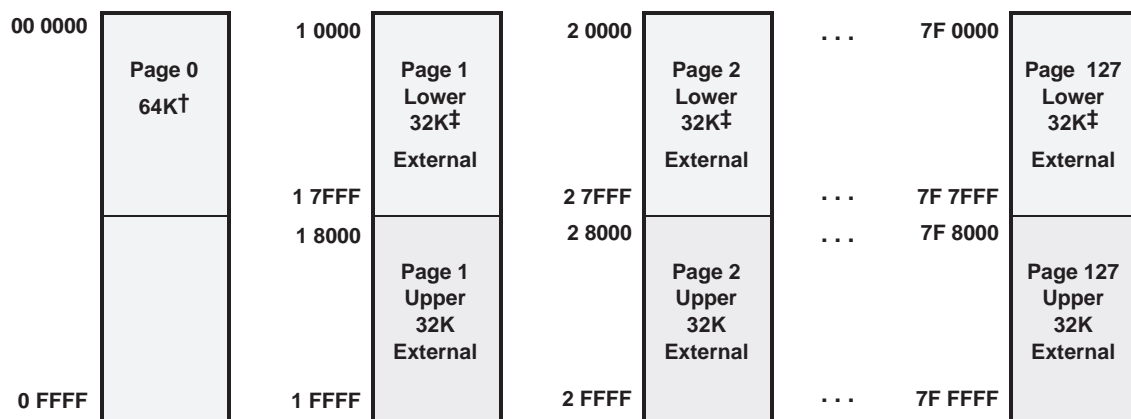 00 0000
1 0000
2 0000
. . .
7F 0000
Page 0
64K†
Page 1
Lower
32K‡
External
Page 2
Lower
32K‡
External
Page 127
Lower
32K‡
External
1 7FFF
2 7FFF
. . .
7F 7FFF
1 8000
2 8000
. . .
7F 8000
Page 1
Upper
32K
External
Page 2
Upper
32K
External
Page 127
Upper
32K
External
0 FFFF
1 FFFF
2 FFFF
. . .
7F FFFF